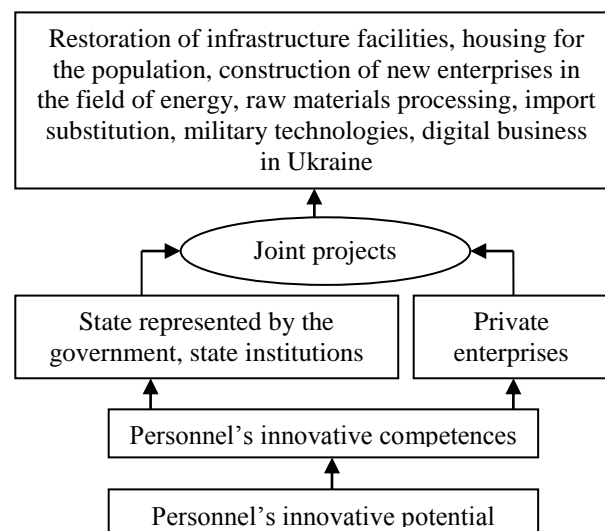 Restoration of infrastructure facilities, housing for
the population, construction of new enterprises in
the field of energy, raw materials processing, import
substitution, military technologies, digital business
in Ukraine
Joint projects
State represented by the
government, state institutions
Private
enterprises
Personnel’s innovative competences
Personnel’s innovative potential